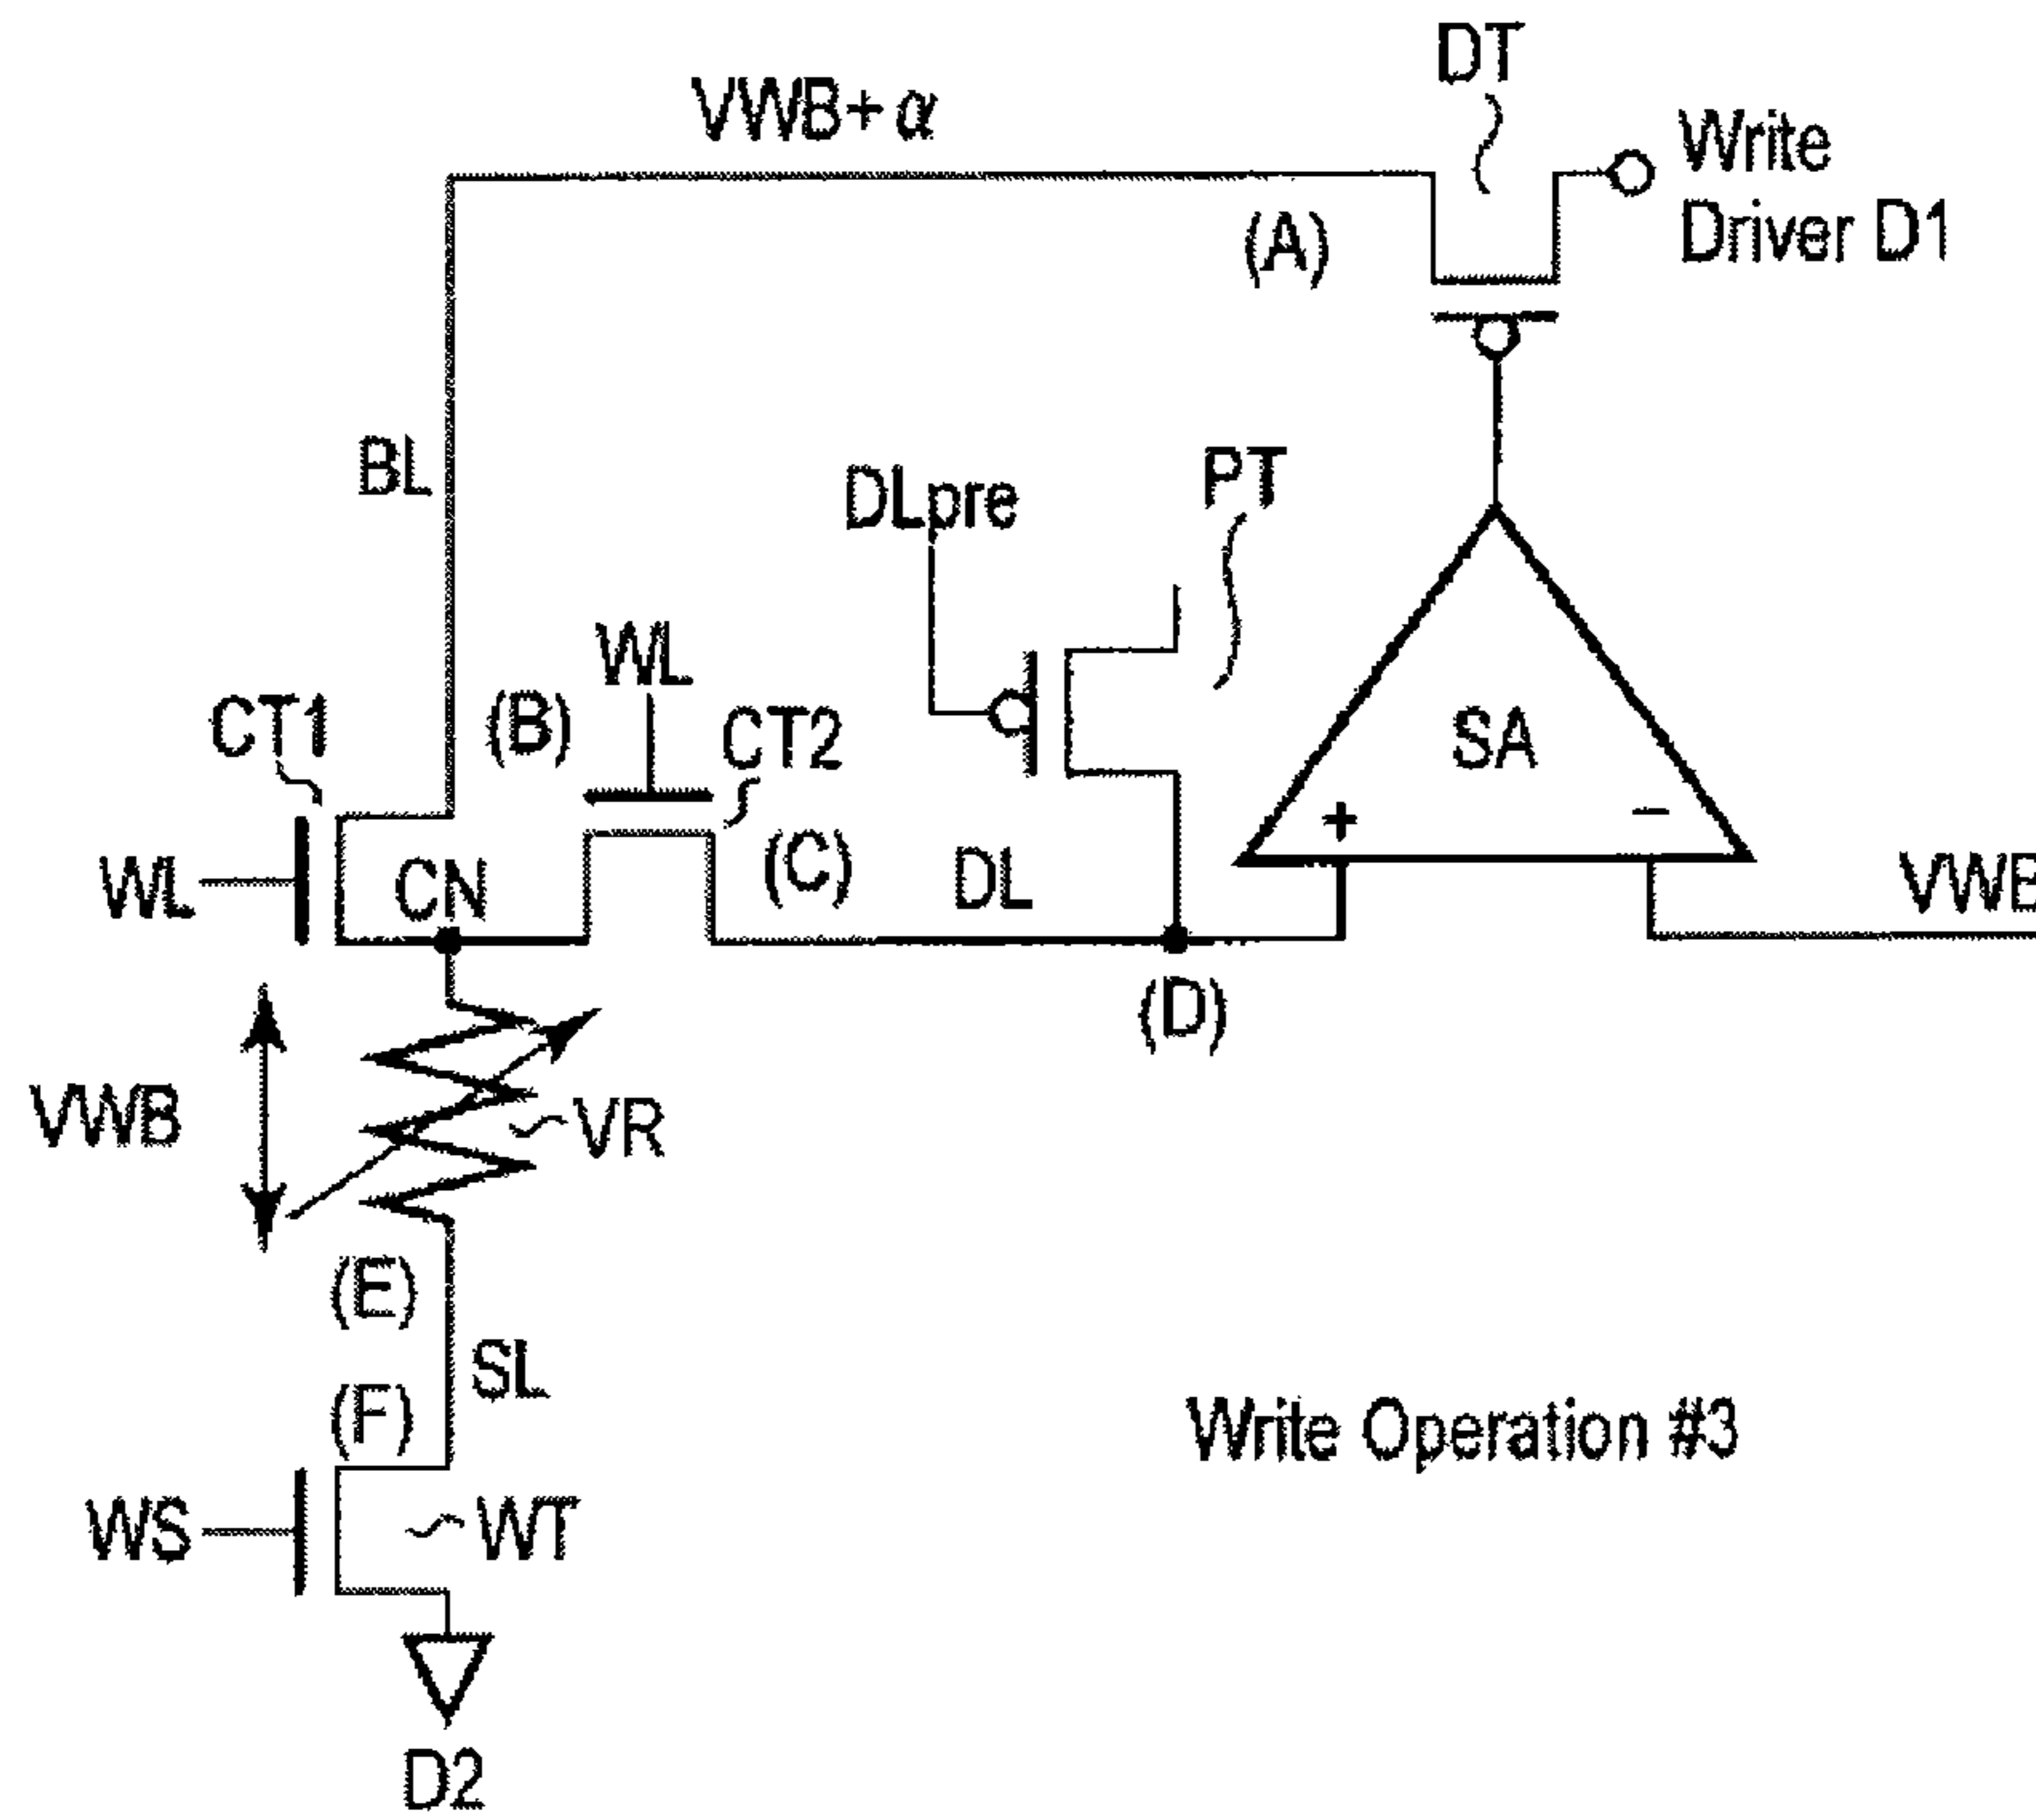 DT
VWB+α
Write
Driver D1
(A)
BL
DLpre
PT
WL
CT1
(B)
CT2
SA
+
−
(C)
WL
CN
DL
VWB
(D)
VWB
VR
(E)
SL
(F)
Write Operation #3
WS
WT
D2